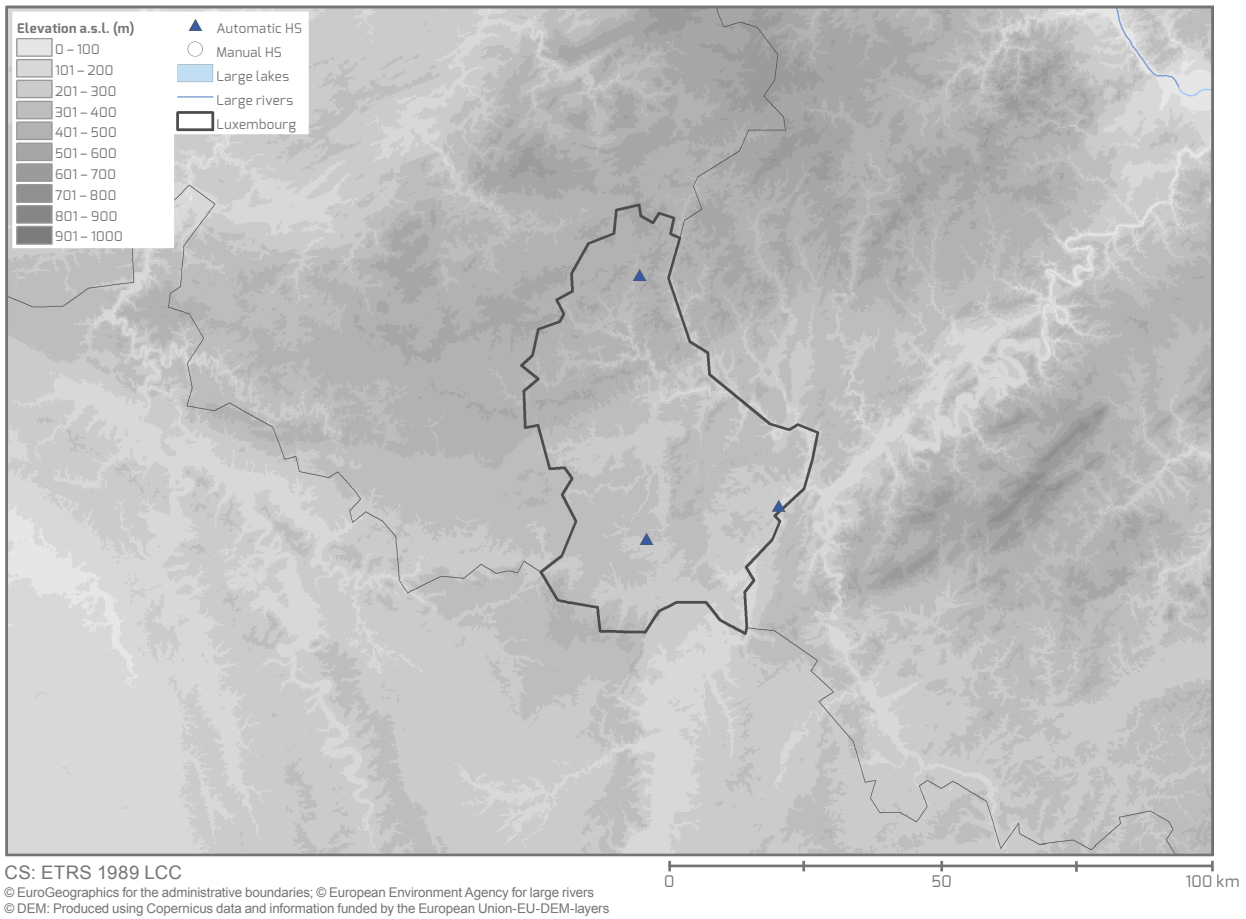 Elevation a.s.l. (m)
0 – 100
101 – 200
201 – 300
301 – 400
401 – 500
501 – 600
601 – 700
701 – 800
801 – 900
901 – 1000
Automatic HS
Manual HS
Large lakes
Large rivers
Luxembourg
CS: ETRS 1989 LCC
© EuroGeographics for the administrative boundaries; © European Environment Agency for large rivers
© DEM: Produced using Copernicus data and information funded by the European Union-EU-DEM-layers
0 50 100 km